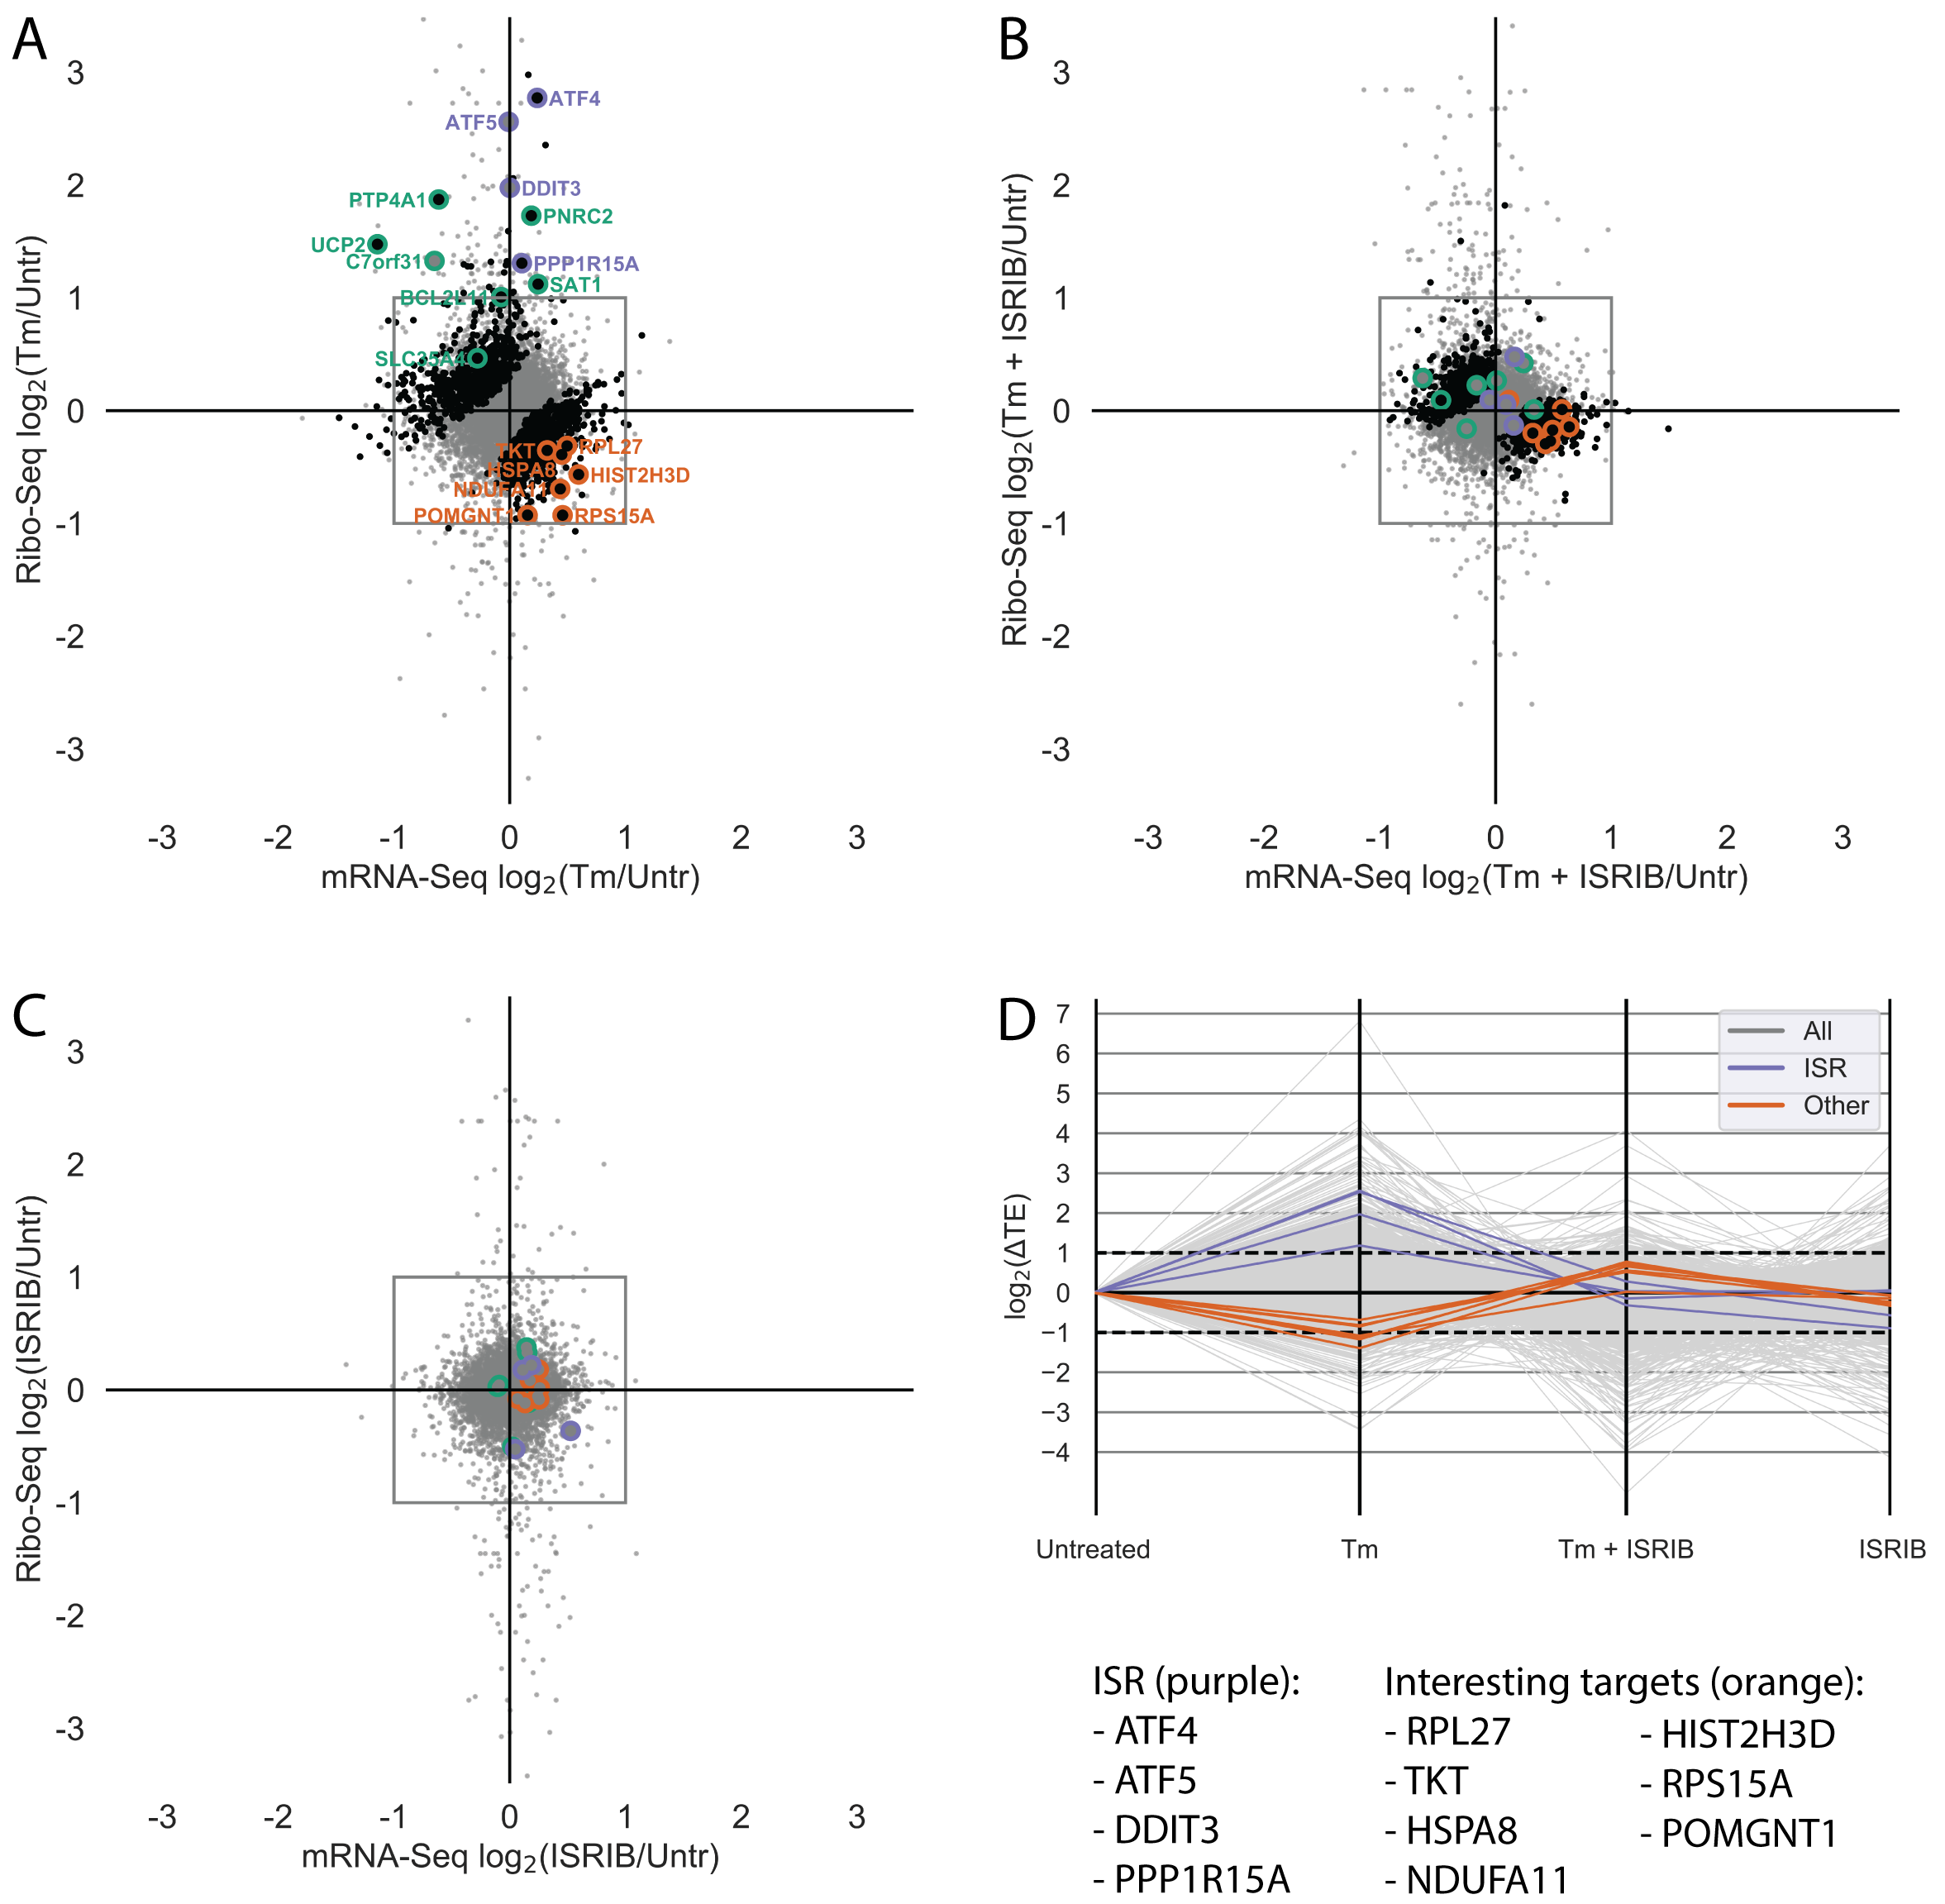 A
3
2
1
0
-1
-2
-3
Ribo-Seq log2(Tm/Untr)
ATF4
ATF5
DDIT3
PTP4A1
PNRC2
UCP2
C7orf31
PPP1R15A
SAT1
BCL2L11
SLC35A4
TKT
RPL27
HSPA8
HIST2H3D
NDUFA11
POMGNT1
RPS15A
-3 -2 -1 0 1 2 3
mRNA-Seq log2(Tm/Untr)
B
3
2
1
0
-1
-2
-3
Ribo-Seq log2(Tm + ISRIB/Untr)
-3 -2 -1 0 1 2 3
mRNA-Seq log2(Tm + ISRIB/Untr)
C
3
2
1
0
-1
-2
-3
Ribo-Seq log2(ISRIB/Untr)
-3 -2 -1 0 1 2 3
mRNA-Seq log2(ISRIB/Untr)
D
7
6
5
4
3
2
1
0
−1
−2
−3
−4
log2(ΔTE)
All
ISR
Other
Untreated Tm Tm + ISRIB ISRIB
ISR (purple):
- ATF4
- ATF5
- DDIT3
- PPP1R15A
Interesting targets (orange):
- RPL27
- TKT
- HSPA8
- NDUFA11
- HIST2H3D
- RPS15A
- POMGNT1